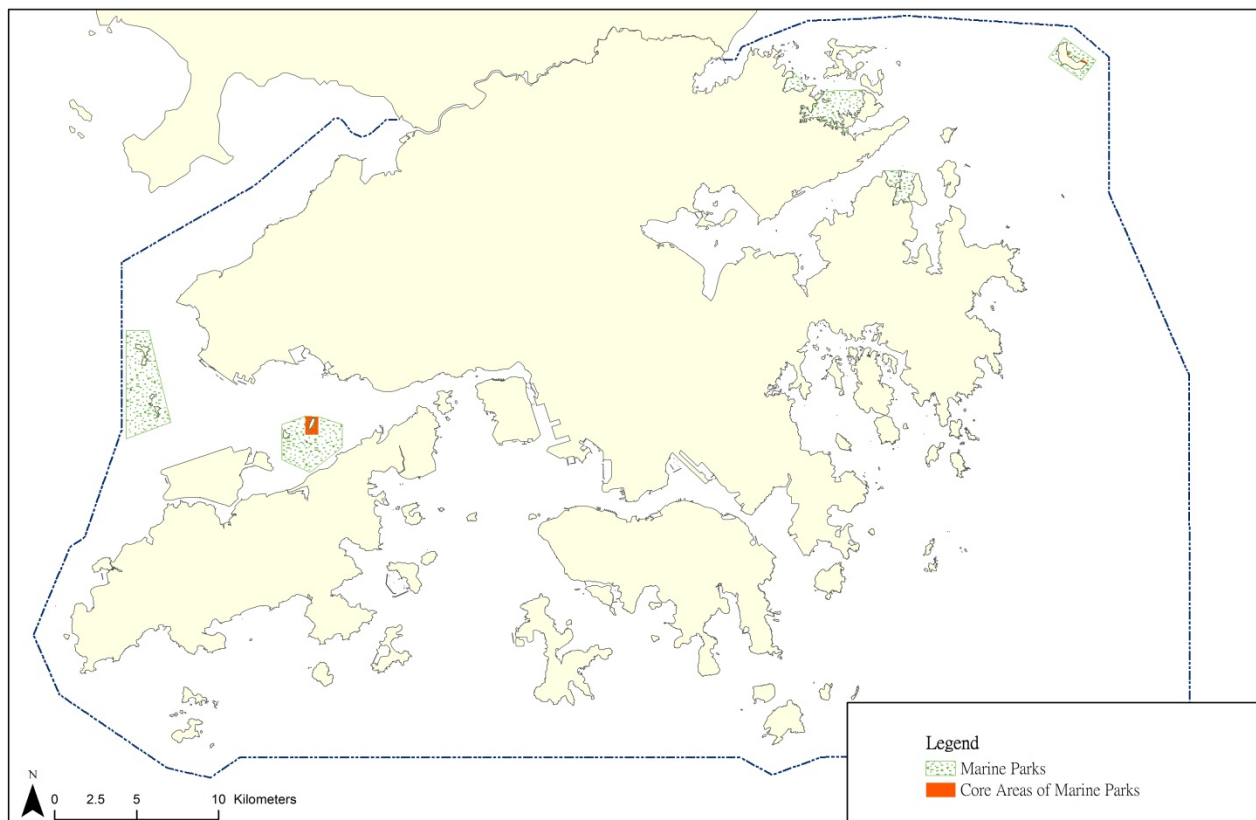 Legend
Marine Parks
Core Areas of Marine Parks
N
0 2.5 5 10 Kilometers